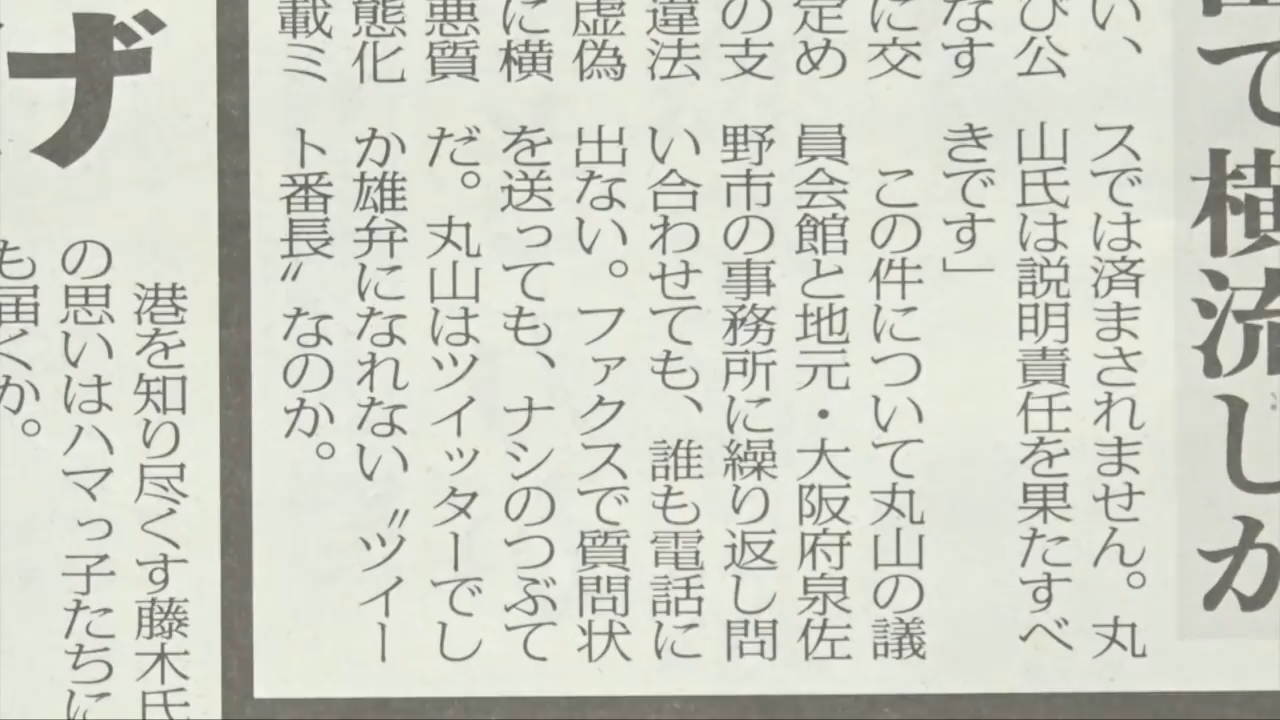 て横流しか
い、
び公
なす
に交
定め
の支
違法
虚偽
に横
悪質
態化
載ミ
スでは済まされません。丸
山氏は説明責任を果たすべ
きです」
この件について丸山の議
員会館と地元・大阪府泉佐
野市の事務所に繰り返し問
い合わせても、誰も電話に
出ない。ファクスで質問状
を送っても、ナシのつぶて
だ。丸山はツイッターでし
か雄弁になれない〝ツイー
ト番長〟なのか。
ザ
港を知り尽くす藤木氏
の思いはハマっ子たちに
も届くか。